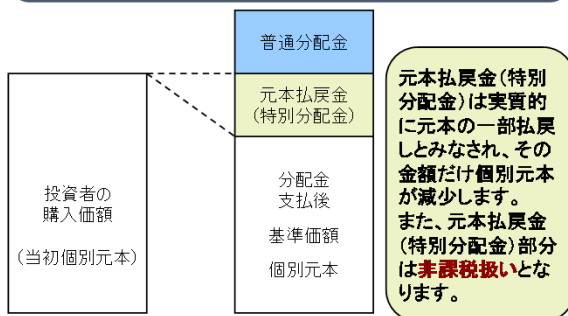 普通分配金
元本払戻金
(特別分配金)
分配金
支払後
基準価額
個別元本
投資者の
購入価額
(当初個別元本)
元本払戻金(特別
分配金)は実質的
に元本の一部払戻
しとみなされ、その
金額だけ個別元本
が減少します。
また、元本払戻金
(特別分配金)部分
は非課税扱いとな
ります。